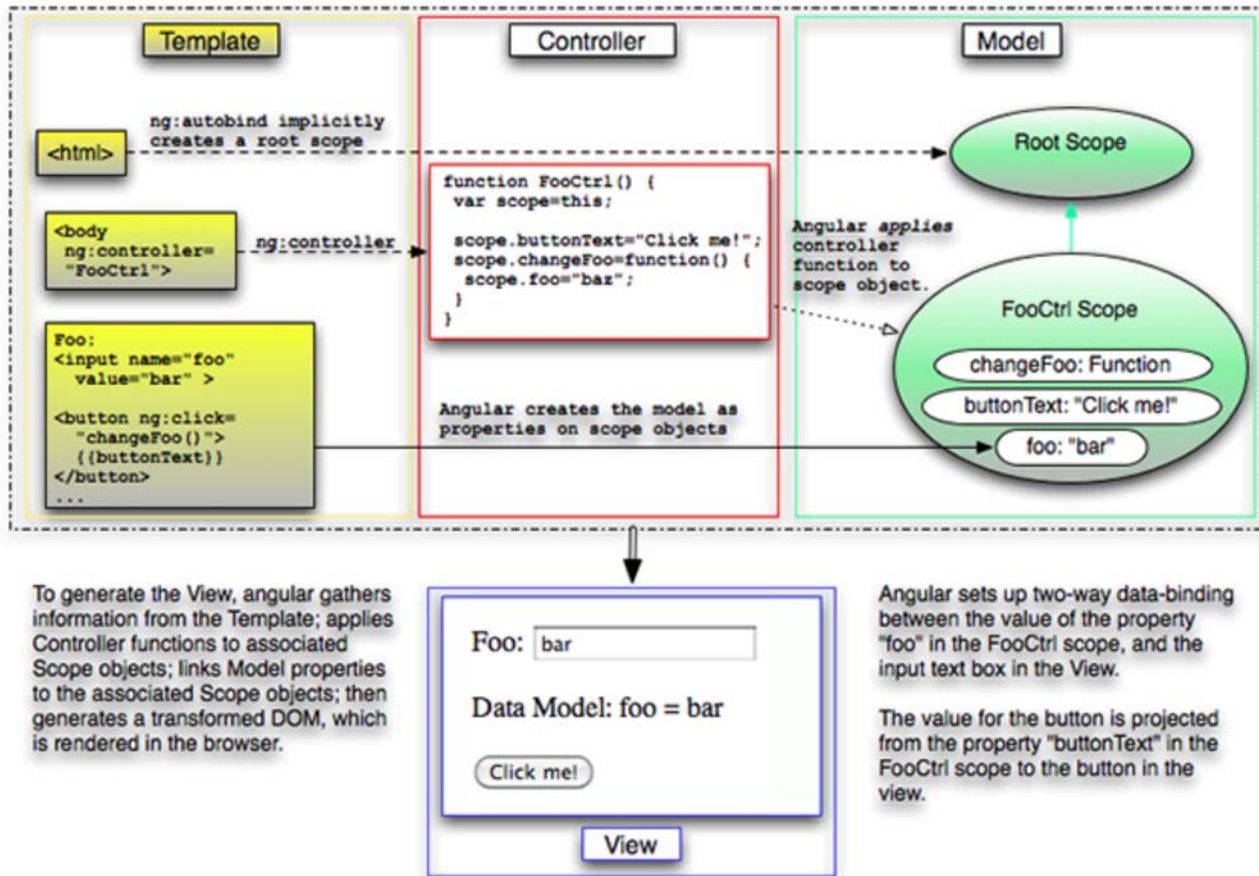 Template
Controller
Model
ng:autobind implicitly
creates a root scope
<html>
Root Scope
<body
ng:controller=
"FooCtrl">
ng:controller
function FooCtrl() {
var scope=this;
scope.buttonText="Click me!";
scope.changeFoo=function() {
scope.foo="baz";
}
}
Angular applies
controller
function to
scope object.
FooCtrl Scope
changeFoo: Function
buttonText: "Click me!"
foo: "bar"
Foo:
<input name="foo"
value="bar" >
<button ng:click=
"changeFoo()">
{{buttonText}}
</button>
...
Angular creates the model as
properties on scope objects
To generate the View, angular gathers
information from the Template; applies
Controller functions to associated
Scope objects; links Model properties
to the associated Scope objects; then
generates a transformed DOM, which
is rendered in the browser.
Foo: bar
Data Model: foo = bar
Click me!
View
Angular sets up two-way data-binding
between the value of the property
"foo" in the FooCtrl scope, and the
input text box in the View.
The value for the button is projected
from the property "buttonText" in the
FooCtrl scope to the button in the
view.